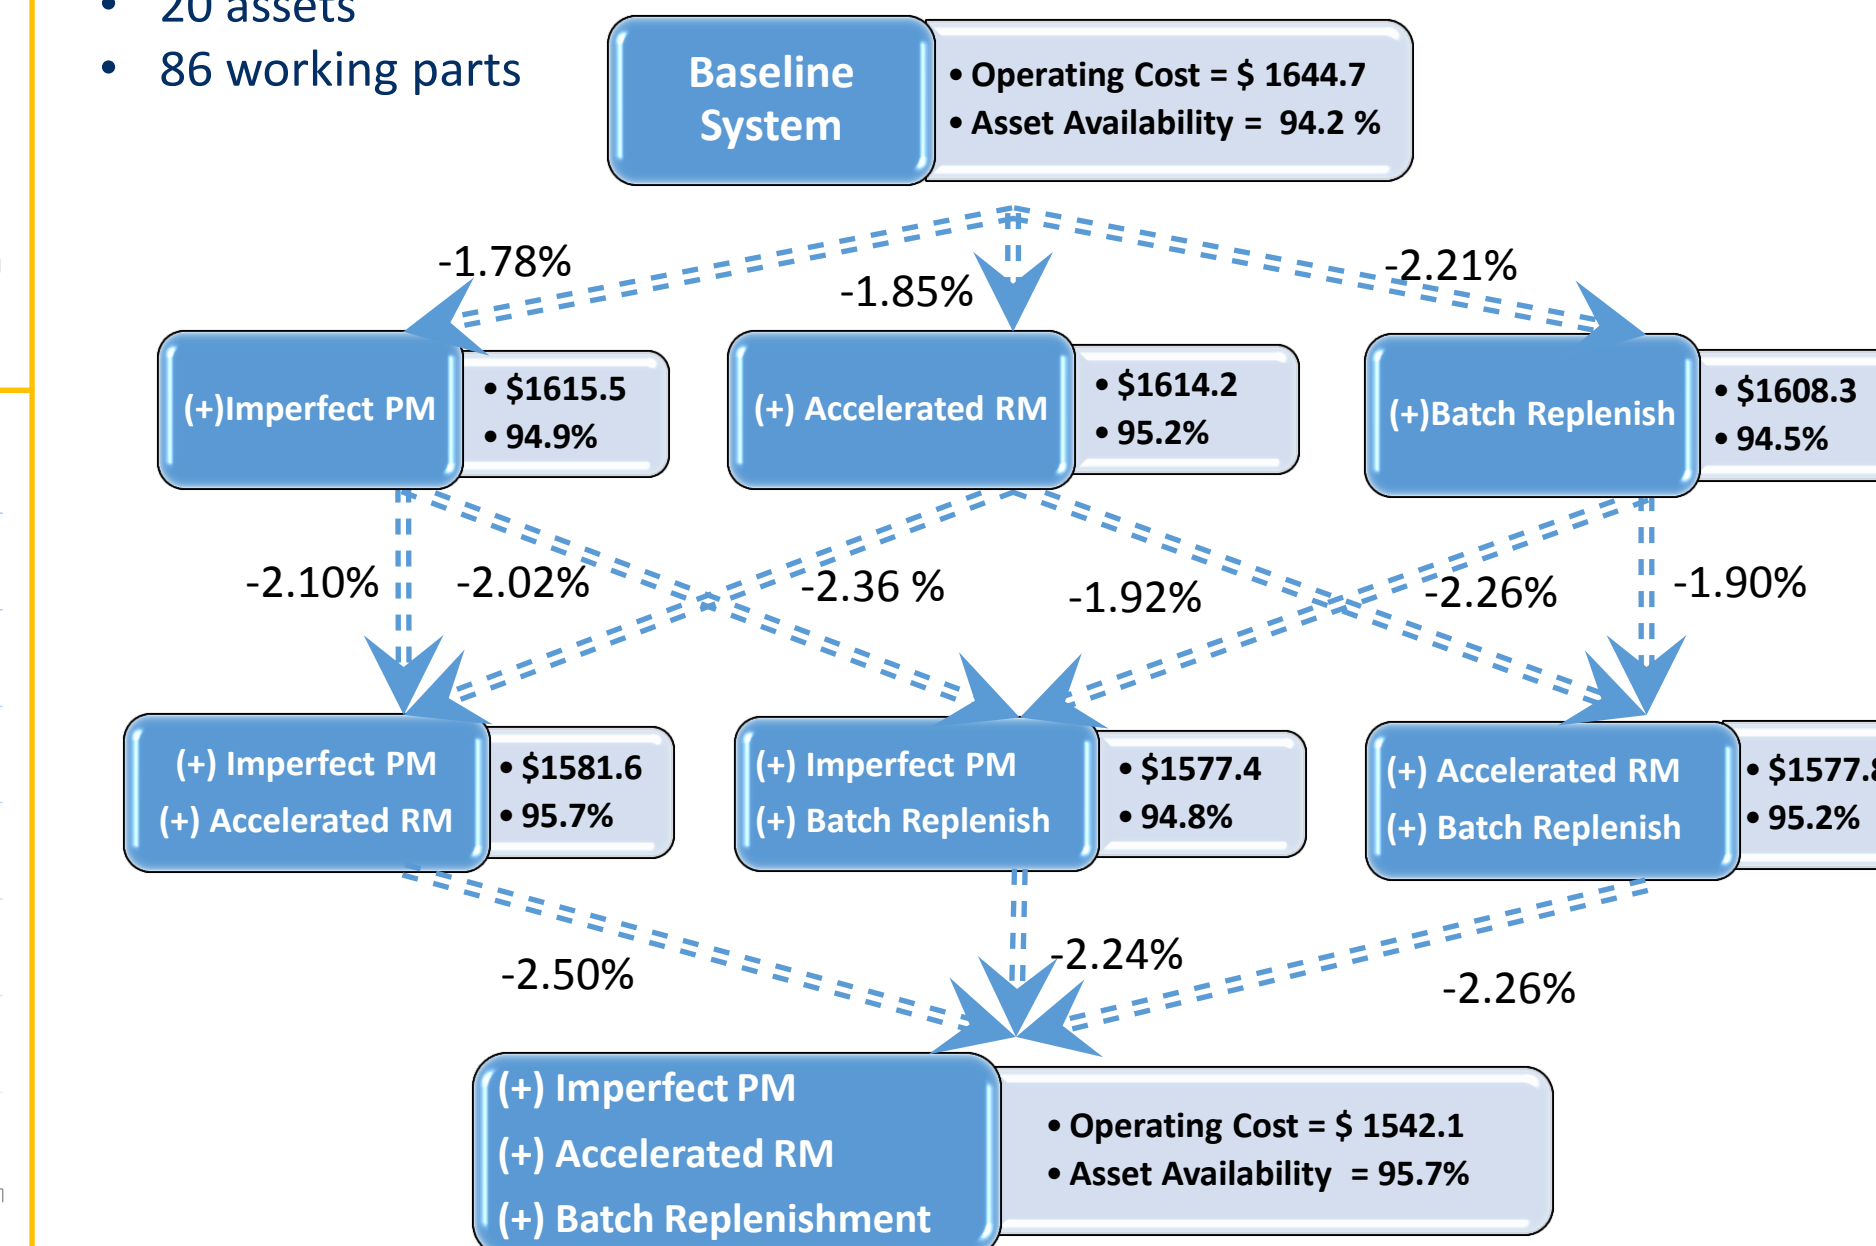 • 20 assets
• 86 working parts
Baseline
System
• Operating Cost = $ 1644.7
• Asset Availability = 94.2 %
-1.78%
-1.85%
-2.21%
(+)Imperfect PM
• $1615.5
• 94.9%
(+) Accelerated RM
• $1614.2
• 95.2%
(+)Batch Replenish
• $1608.3
• 94.5%
-2.10%
-2.02%
-2.36 %
-1.92%
-2.26%
-1.90%
(+) Imperfect PM
(+) Accelerated RM
• $1581.6
• 95.7%
(+) Imperfect PM
(+) Batch Replenish
• $1577.4
• 94.8%
(+) Accelerated RM
(+) Batch Replenish
• $1577.8
• 95.2%
-2.50%
-2.24%
-2.26%
(+) Imperfect PM
(+) Accelerated RM
(+) Batch Replenishment
• Operating Cost = $ 1542.1
• Asset Availability = 95.7%